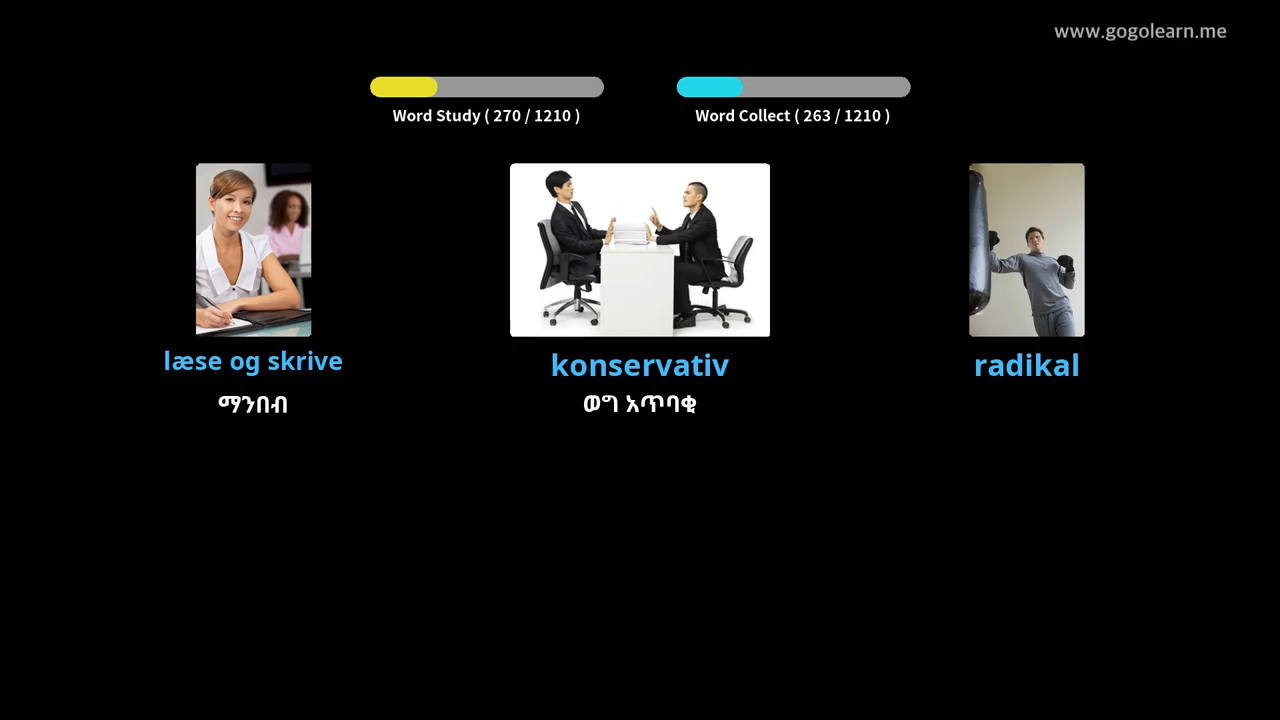 www.gogolearn.me
Word Study ( 270 / 1210 )
Word Collect ( 263 / 1210 )
læse og skrive
ማንበብ
konservativ
ወግ አጥባቂ
radikal